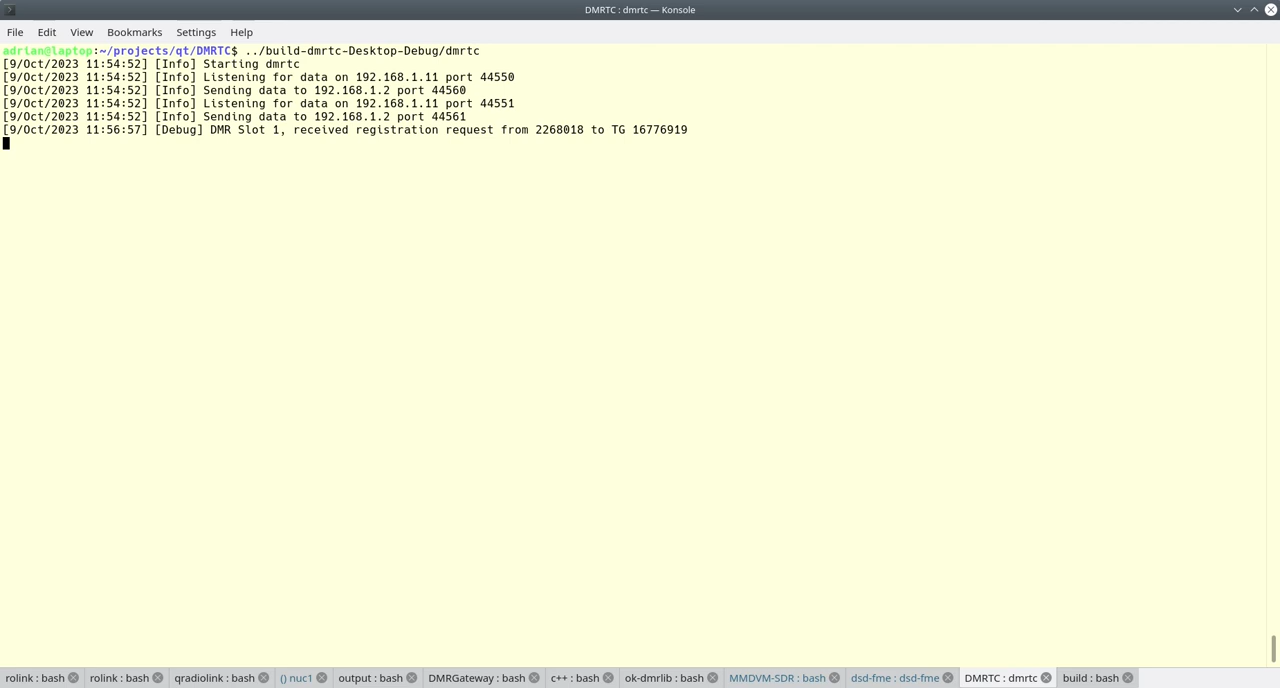 DMRTC : dmrtc — Konsole
File Edit View Bookmarks Settings Help
adrian@laptop:~/projects/qt/DMRTC$ ../build-dmrtc-Desktop-Debug/dmrtc
[9/Oct/2023 11:54:52] [Info] Starting dmrtc
[9/Oct/2023 11:54:52] [Info] Listening for data on 192.168.1.11 port 44550
[9/Oct/2023 11:54:52] [Info] Sending data to 192.168.1.2 port 44560
[9/Oct/2023 11:54:52] [Info] Listening for data on 192.168.1.11 port 44551
[9/Oct/2023 11:54:52] [Info] Sending data to 192.168.1.2 port 44561
[9/Oct/2023 11:56:57] [Debug] DMR Slot 1, received registration request from 2268018 to TG 16776919
rolink : bash rolink : bash qradiolink : bash () nuc1 output : bash DMRGateway : bash c++ : bash ok-dmrlib : bash MMDVM-SDR : bash dsd-fme : dsd-fme DMRTC : dmrtc build : bash